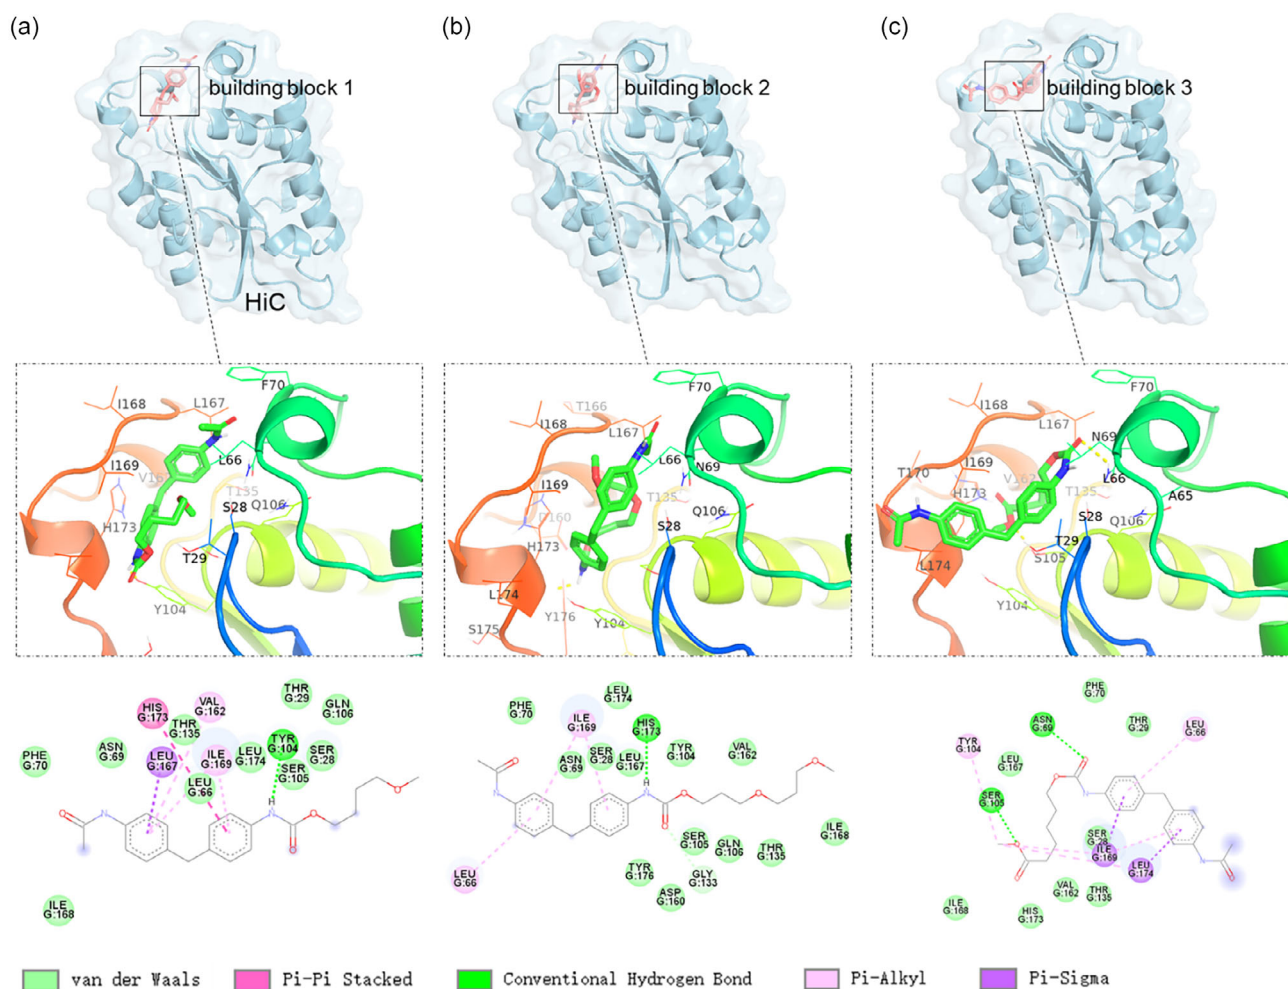 (a)
(b)
(c)
building block 1
building block 2
building block 3
HiC
F70
I168
L167
L66
I169
T135
S28
Q106
H173
T29
Y104
F70
T166
I168
L167
L66
N69
I169
T135
Q106
S28
H173
L174
Y176
S175
Y104
F70
I168
L167
N69
T170
I169
V162
L66
H173
T135
A65
S28
Q106
T29
L174
S105
Y104
HIS
G:173
VAL
G:162
THR
G:29
GLN
G:106
THR
G:135
TYR
G:104
PHE
G:70
ASN
G:69
LEU
G:167
ILE
G:169
LEU
G:174
SER
G:28
SER
G:105
LEU
G:66
H
N
O
O
N
O
ILE
G:168
PHE
G:70
LEU
G:174
ILE
G:169
HIS
G:173
ASN
G:69
SER
G:28
LEU
G:167
TYR
G:104
VAL
G:162
H
O
N
N
O
O
O
O
LEU
G:66
SER
G:105
GLN
G:106
THR
G:135
ILE
G:168
TYR
G:176
GLY
G:133
ASP
G:160
PHE
G:70
ASN
G:69
THR
G:29
LEU
G:66
TYR
G:104
LEU
G:167
SER
G:105
SER
G:28
ILE
G:169
LEU
G:174
VAL
G:162
THR
G:135
ILE
G:168
HIS
G:173
van der Waals
Pi-Pi Stacked
Conventional Hydrogen Bond
Pi-Alkyl
Pi-Sigma